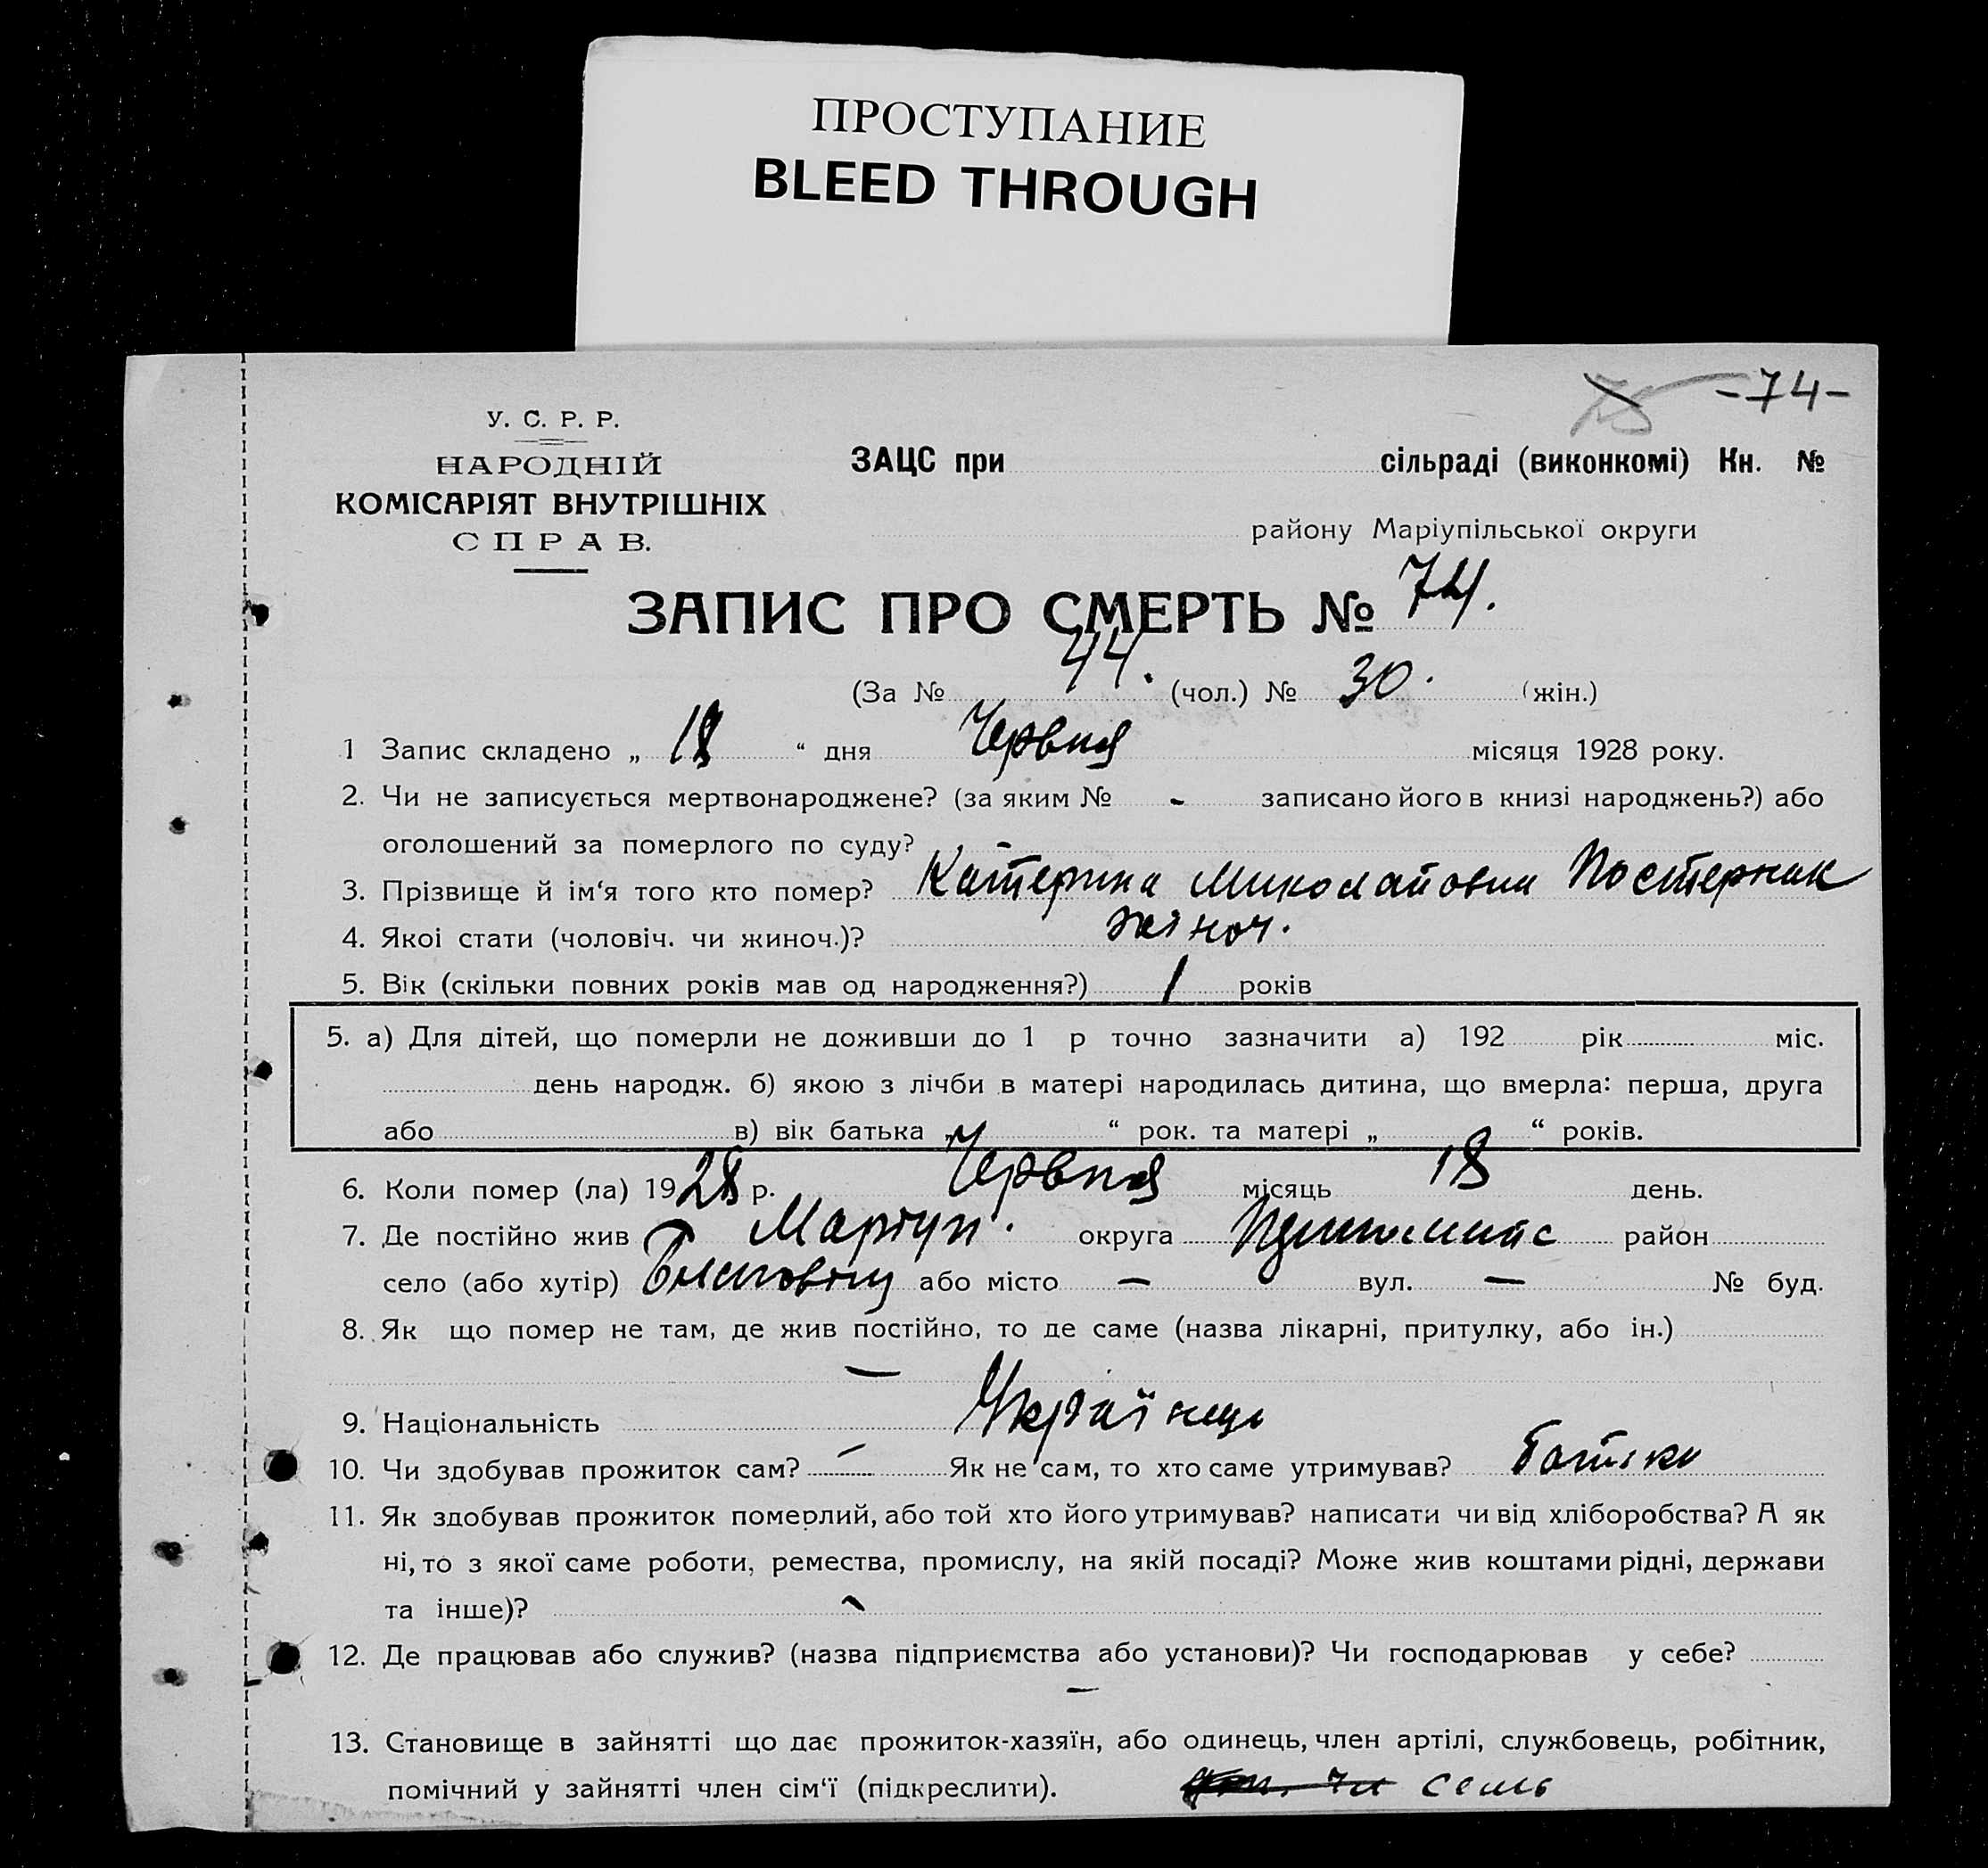 ПРОСТУПАНИЕ
BLEED THROUGH
75 -74-
У. С. Р. Р.
НАРОДНІЙ
КОМІСАРІЯТ ВНУТРІШНІХ
СПРАВ.
ЗАЦС при сільраді (виконкомі) Кн. №
району Маріупільської округи
ЗАПИС ПРО СМЕРТЬ № 74.
(За № 44. (чол.) № 30. (жін.)
1 Запис складено „ 18 “ дня Червня місяця 1928 року.
2. Чи не записується мертвонароджене? (за яким № - записано його в книзі народжень?) або
оголошений за померлого по суду? -
3. Прізвище й ім‘я того кто помер? Катерина Миколаївна Пастернак
4. Якоі стати (чоловіч. чи жиноч.)? жіноч.
5. Вік (скільки повних років мав од народження?) 1 років
5. а) Для дітей, що померли не доживши до 1 р точно зазначити а) 192 рік міс.
день народж. б) якою з лічби в матері народилась дитина, що вмерла: перша, друга
або в) вік батька „ “ рок. та матері „ “ років.
6. Коли помер (ла) 1928 р. Червня місяць 18 день.
7. Де постійно жив Маріуп. округа район
село (або хутір) або місто — вул. — № буд.
8. Як що помер не там, де жив постійно, то де саме (назва лікарні, притулку, або ін.)
—
9. Національність Українець
10. Чи здобував прожиток сам? — Як не сам, то хто саме утримував? Батько
11. Як здобував прожиток померлий, або той хто його утримував? написати чи від хліборобства? А як
ні, то з якої саме роботи, ремества, промислу, на якій посаді? Може жив коштами рідні, держави
та інше)? -
12. Де працював або служив? (назва підприємства або установи)? Чи господарював у себе?
—
13. Становище в зайнятті що дає прожиток-хазяїн, або одинець, член артілі, службовець, робітник,
помічний у зайнятті член сім‘ї (підкреслити).